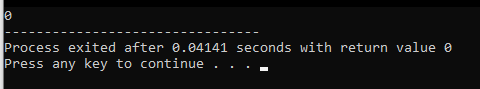 0
--------------------------------
Process exited after 0.04141 seconds with return value 0
Press any key to continue . . .